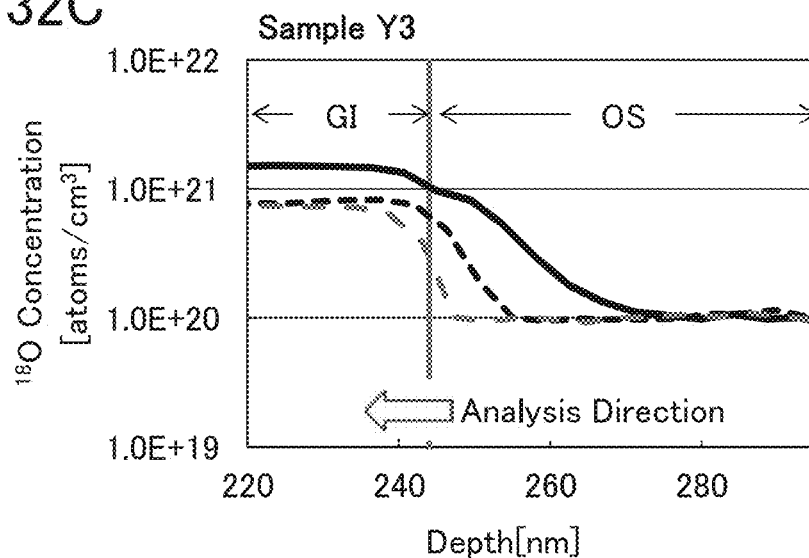 32C
Sample Y3
1.0E+22
GI
OS
1.0E+21
1.0E+20
1.0E+19
Analysis Direction
¹⁸O Concentration
[atoms/cm³]
220 240 260 280
Depth[nm]